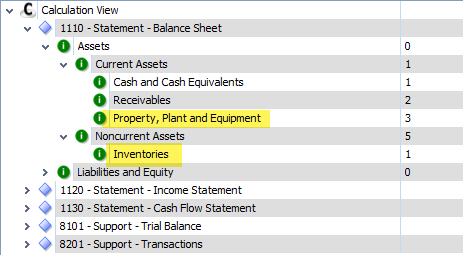 Calculation View
1110 - Statement - Balance Sheet
Assets 0
Current Assets 1
Cash and Cash Equivalents 1
Receivables 2
Property, Plant and Equipment 3
Noncurrent Assets 5
Inventories 1
Liabilities and Equity 0
1120 - Statement - Income Statement
1130 - Statement - Cash Flow Statement
8101 - Support - Trial Balance
8201 - Support - Transactions